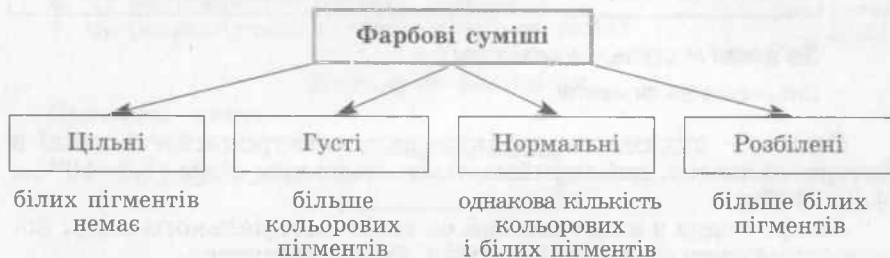 Фарбові суміші
Цільні
Густі
Нормальні
Розбілені
білих пігментів
немає
більше
кольорових
пігментів
однакова кількість
кольорових
і білих пігментів
більше білих
пігментів